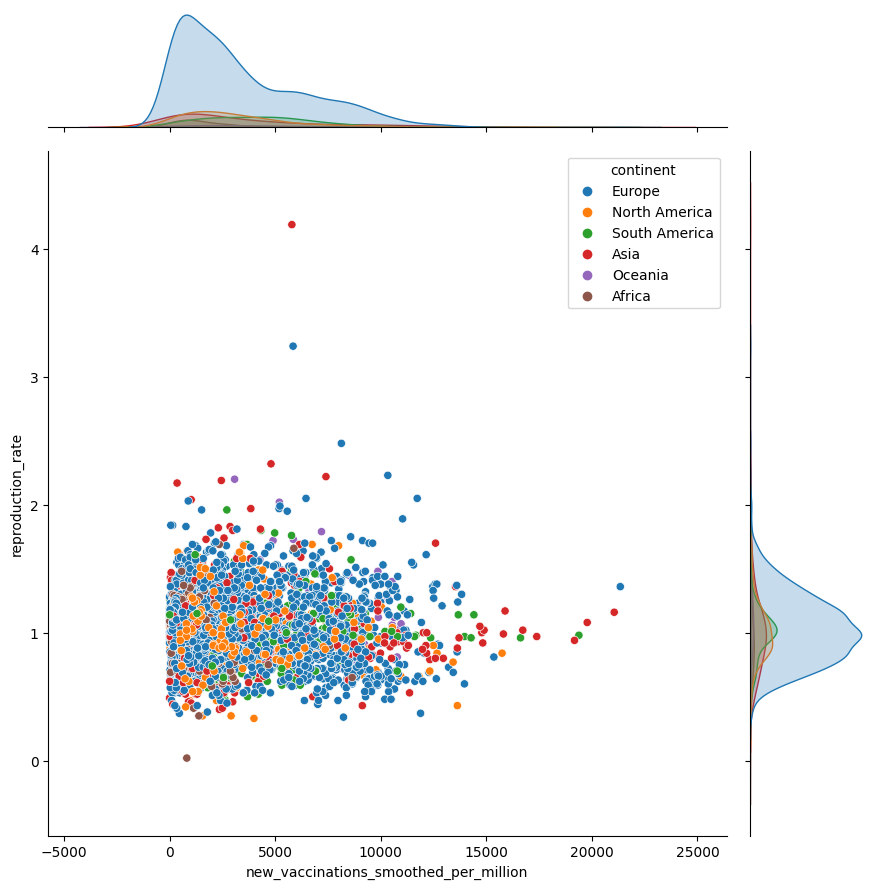 continent
Europe
North America
South America
Asia
Oceania
Africa
4
3
2
1
0
reproduction_rate
−5000 0 5000 10000 15000 20000 25000
new_vaccinations_smoothed_per_million